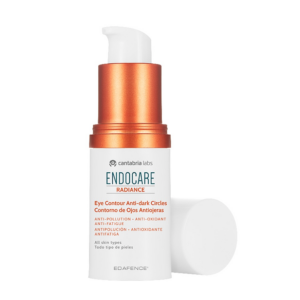 cantabria labs
ENDOCARE
RADIANCE
Eye Contour Anti-dark Circles
Contorno de Ojos Antiojeras
ANTI-POLLUTION - ANTI-OXIDANT
ANTI-FATIGUE
ANTIPOLUCIÓN - ANTIOXIDANTE
ANTIFATIGA
All skin types
Todo tipo de pieles
EDAFENCE®